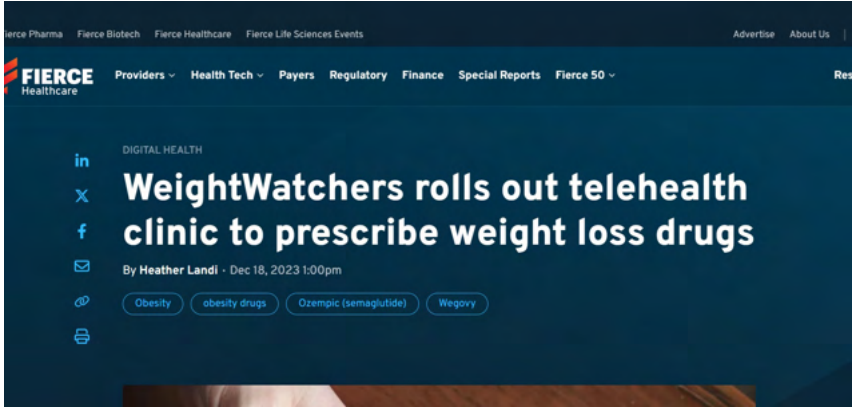 Fierce Pharma Fierce Biotech Fierce Healthcare Fierce Life Sciences Events Advertise About Us
FIERCE
Healthcare
Providers Health Tech Payers Regulatory Finance Special Reports Fierce 50
DIGITAL HEALTH
WeightWatchers rolls out telehealth
clinic to prescribe weight loss drugs
By Heather Landi · Dec 18, 2023 1:00pm
Obesity obesity drugs Ozempic (semaglutide) Wegovy